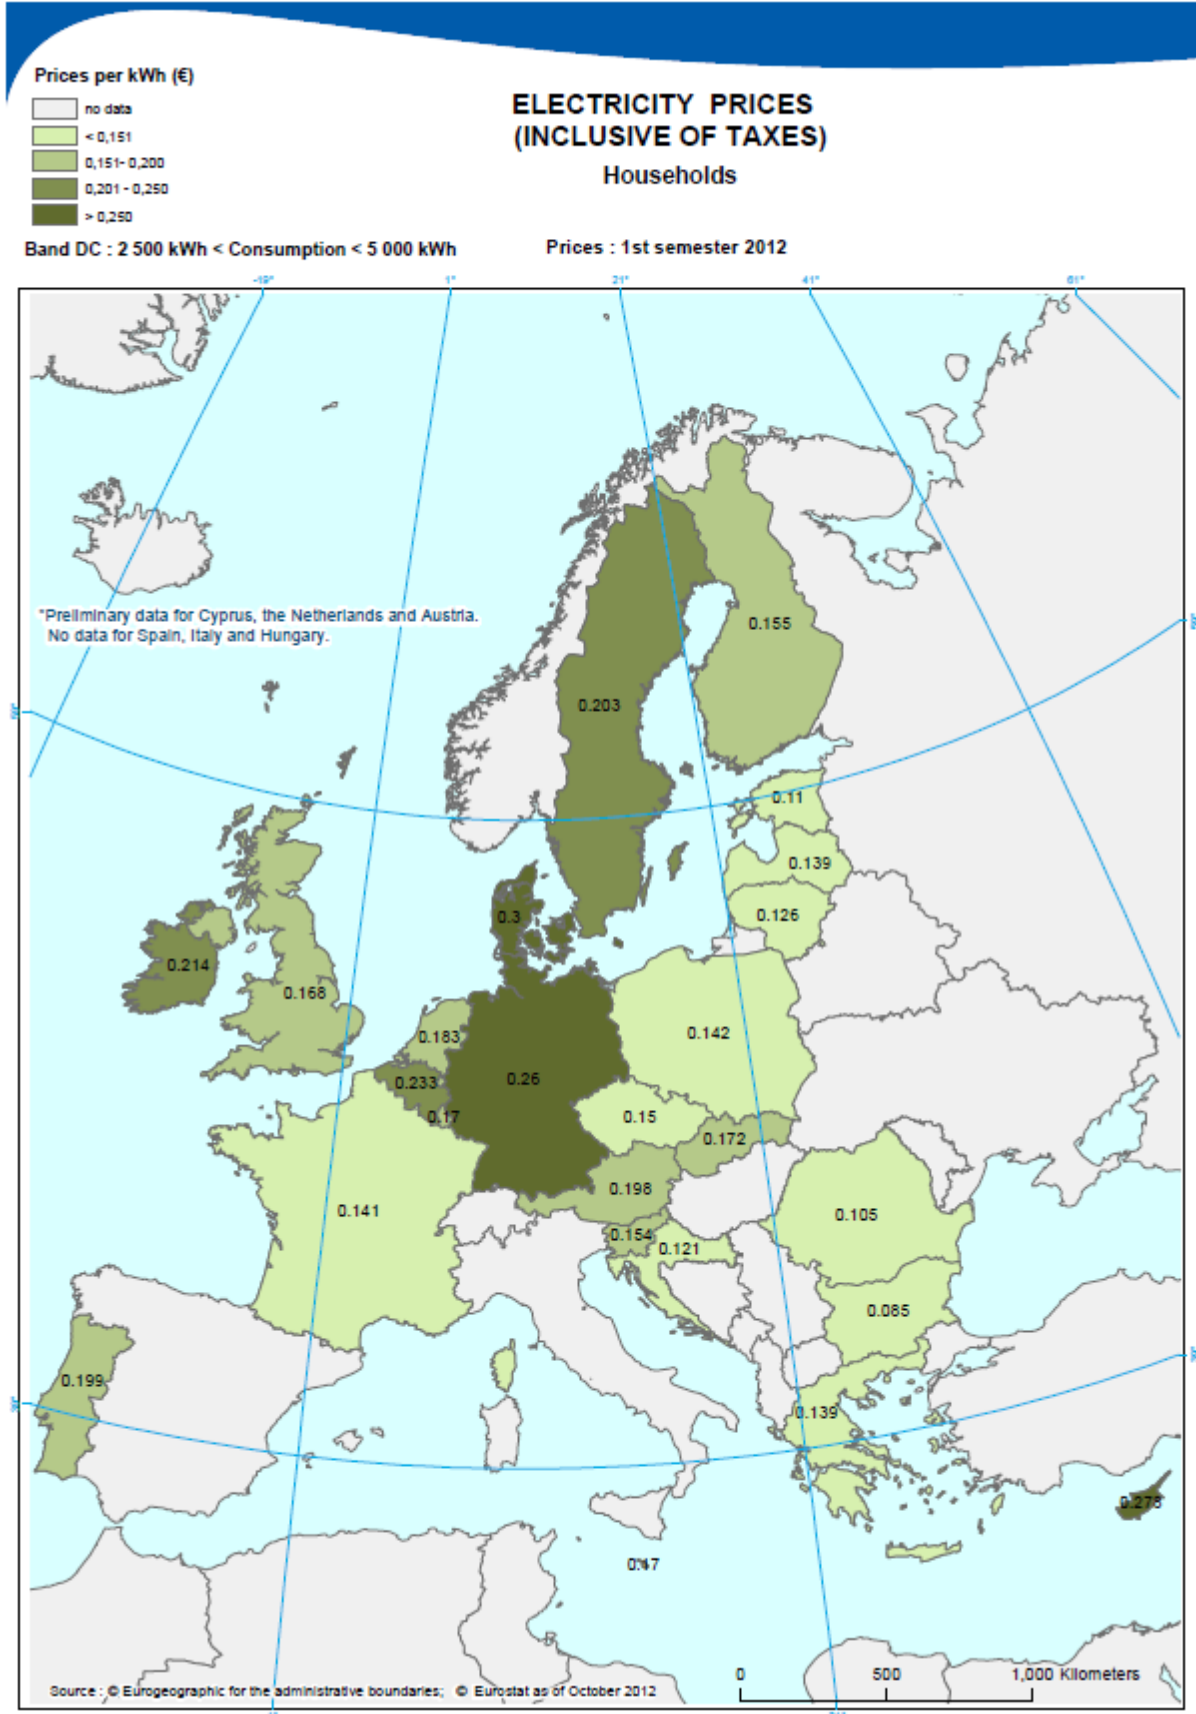 Prices per kWh (€)
no data
< 0,151
0,151- 0,200
0,201 - 0,250
> 0,250
ELECTRICITY PRICES
(INCLUSIVE OF TAXES)
Households
Band DC : 2 500 kWh < Consumption < 5 000 kWh
Prices : 1st semester 2012
-19°
1°
21°
41°
61°
*Preliminary data for Cyprus, the Netherlands and Austria.
No data for Spain, Italy and Hungary.
0.155
0.203
0.11
0.139
0.126
0.3
0.214
0.168
0.183
0.142
0.233
0.26
0.17
0.15
0.172
0.198
0.141
0.154
0.121
0.105
0.085
0.199
0.139
0 500 1,000 Kilometers
Source : © Eurogeographic for the administrative boundaries; © Eurostat as of October 2012